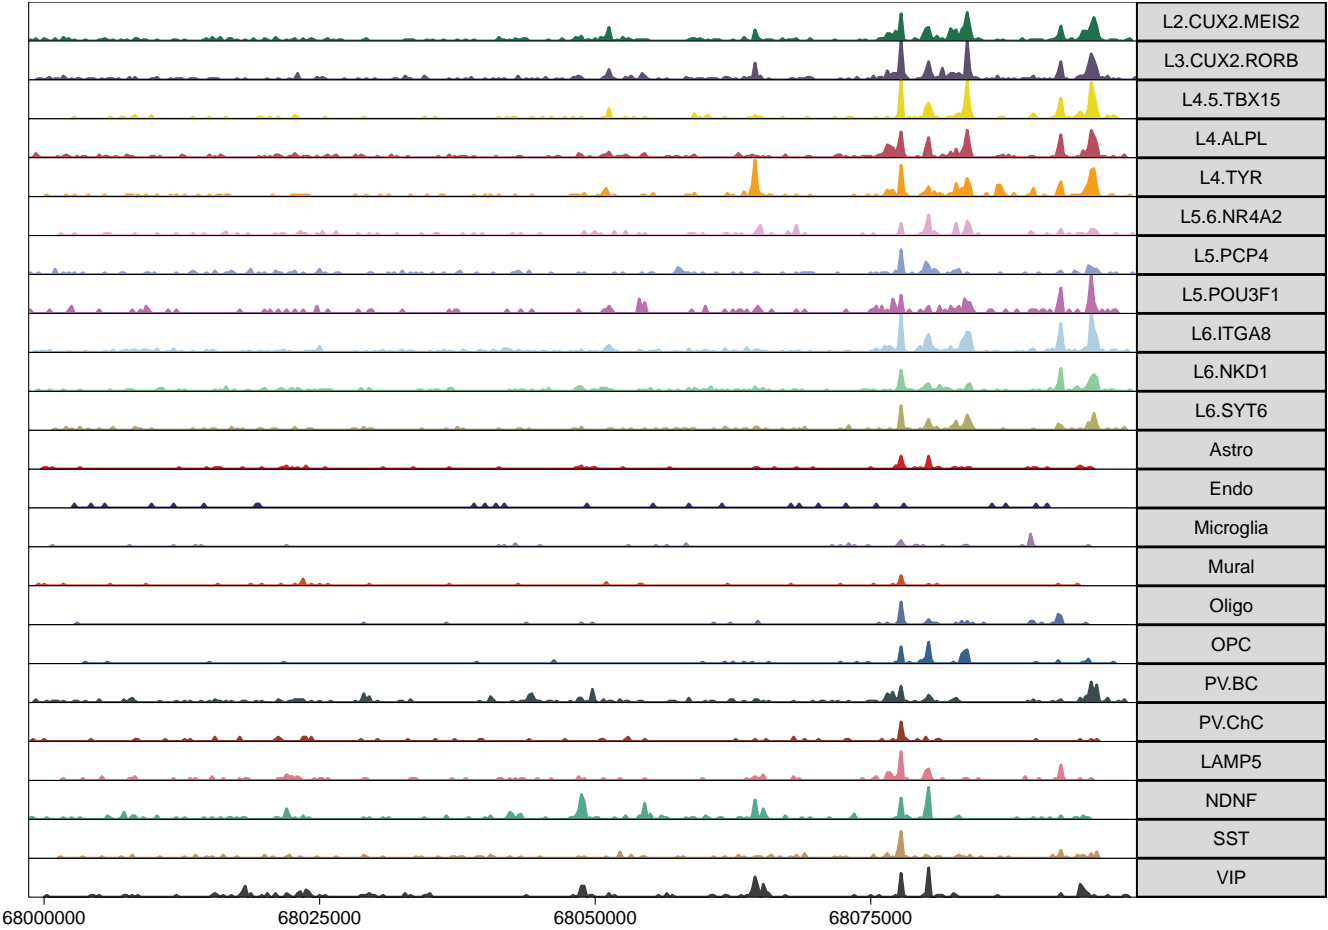 L2.CUX2.MEIS2
L3.CUX2.RORB
L4.5.TBX15
L4.ALPL
L4.TYR
L5.6.NR4A2
L5.PCP4
L5.POU3F1
L6.ITGA8
L6.NKD1
L6.SYT6
Astro
Endo
Microglia
Mural
Oligo
OPC
PV.BC
PV.ChC
LAMP5
NDNF
SST
VIP
68000000 68025000 68050000 68075000